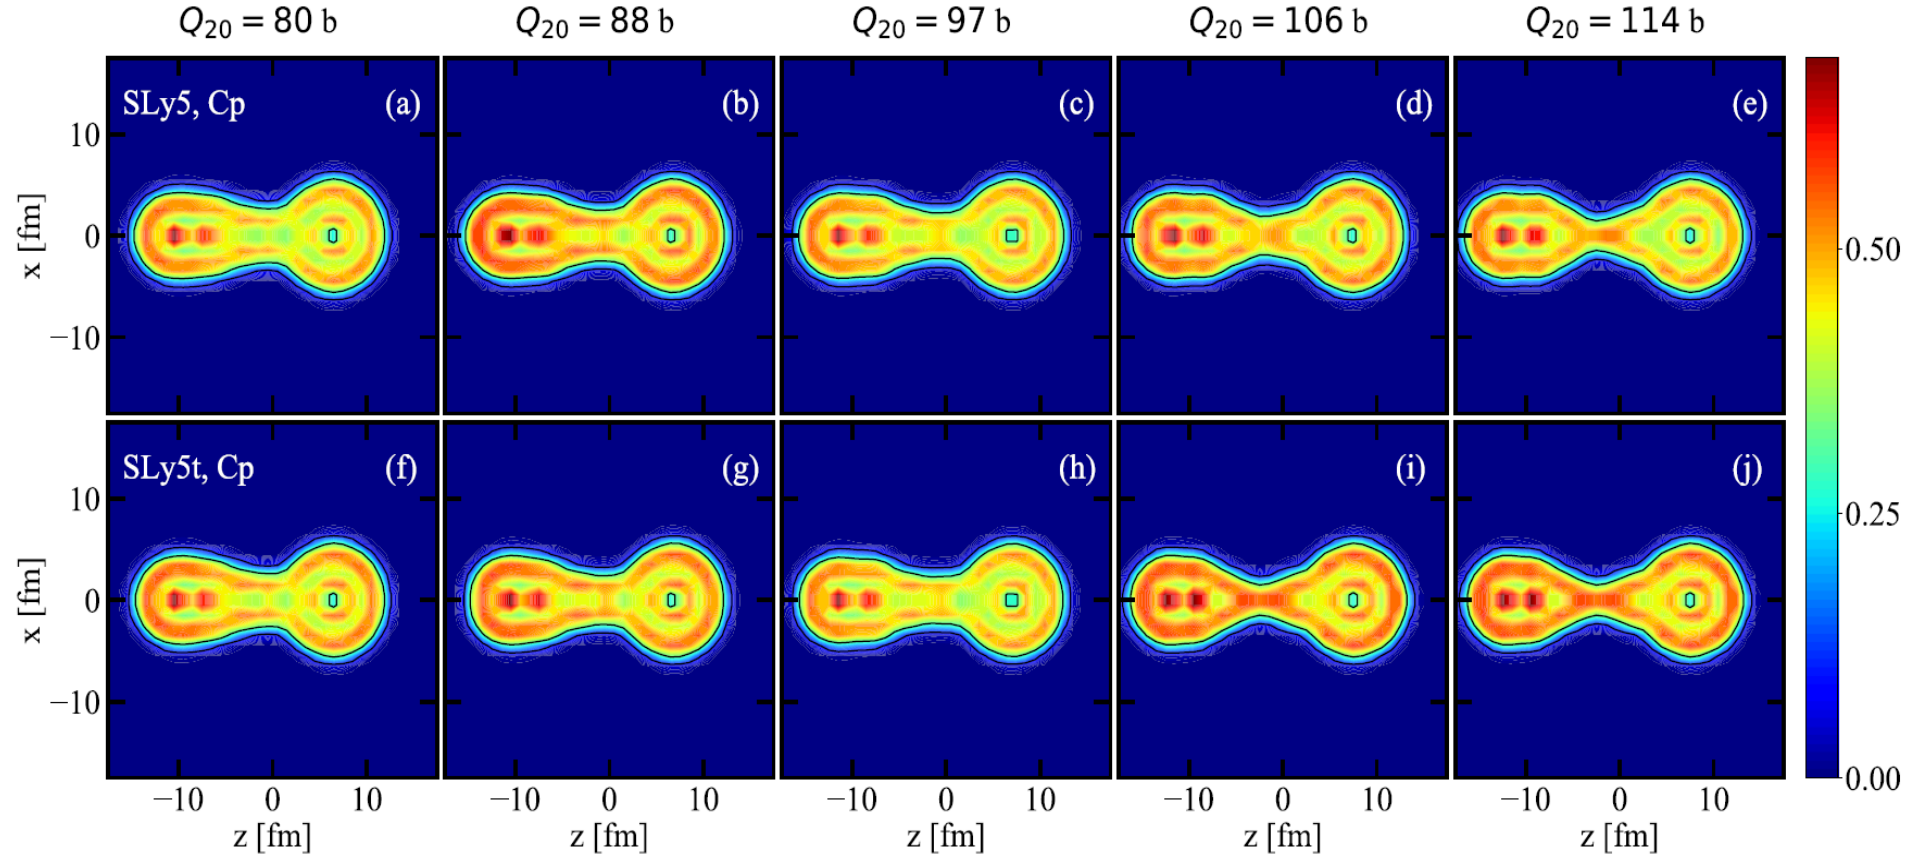 Q20 = 80 b
Q20 = 88 b
Q20 = 97 b
Q20 = 106 b
Q20 = 114 b
SLy5, Cp
(a)
(b)
(c)
(d)
(e)
x [fm]
10
0
−10
SLy5t, Cp
(f)
(g)
(h)
(i)
(j)
x [fm]
10
0
−10
0.50
0.25
0.00
−10 0 10
−10 0 10
−10 0 10
−10 0 10
−10 0 10
z [fm]
z [fm]
z [fm]
z [fm]
z [fm]